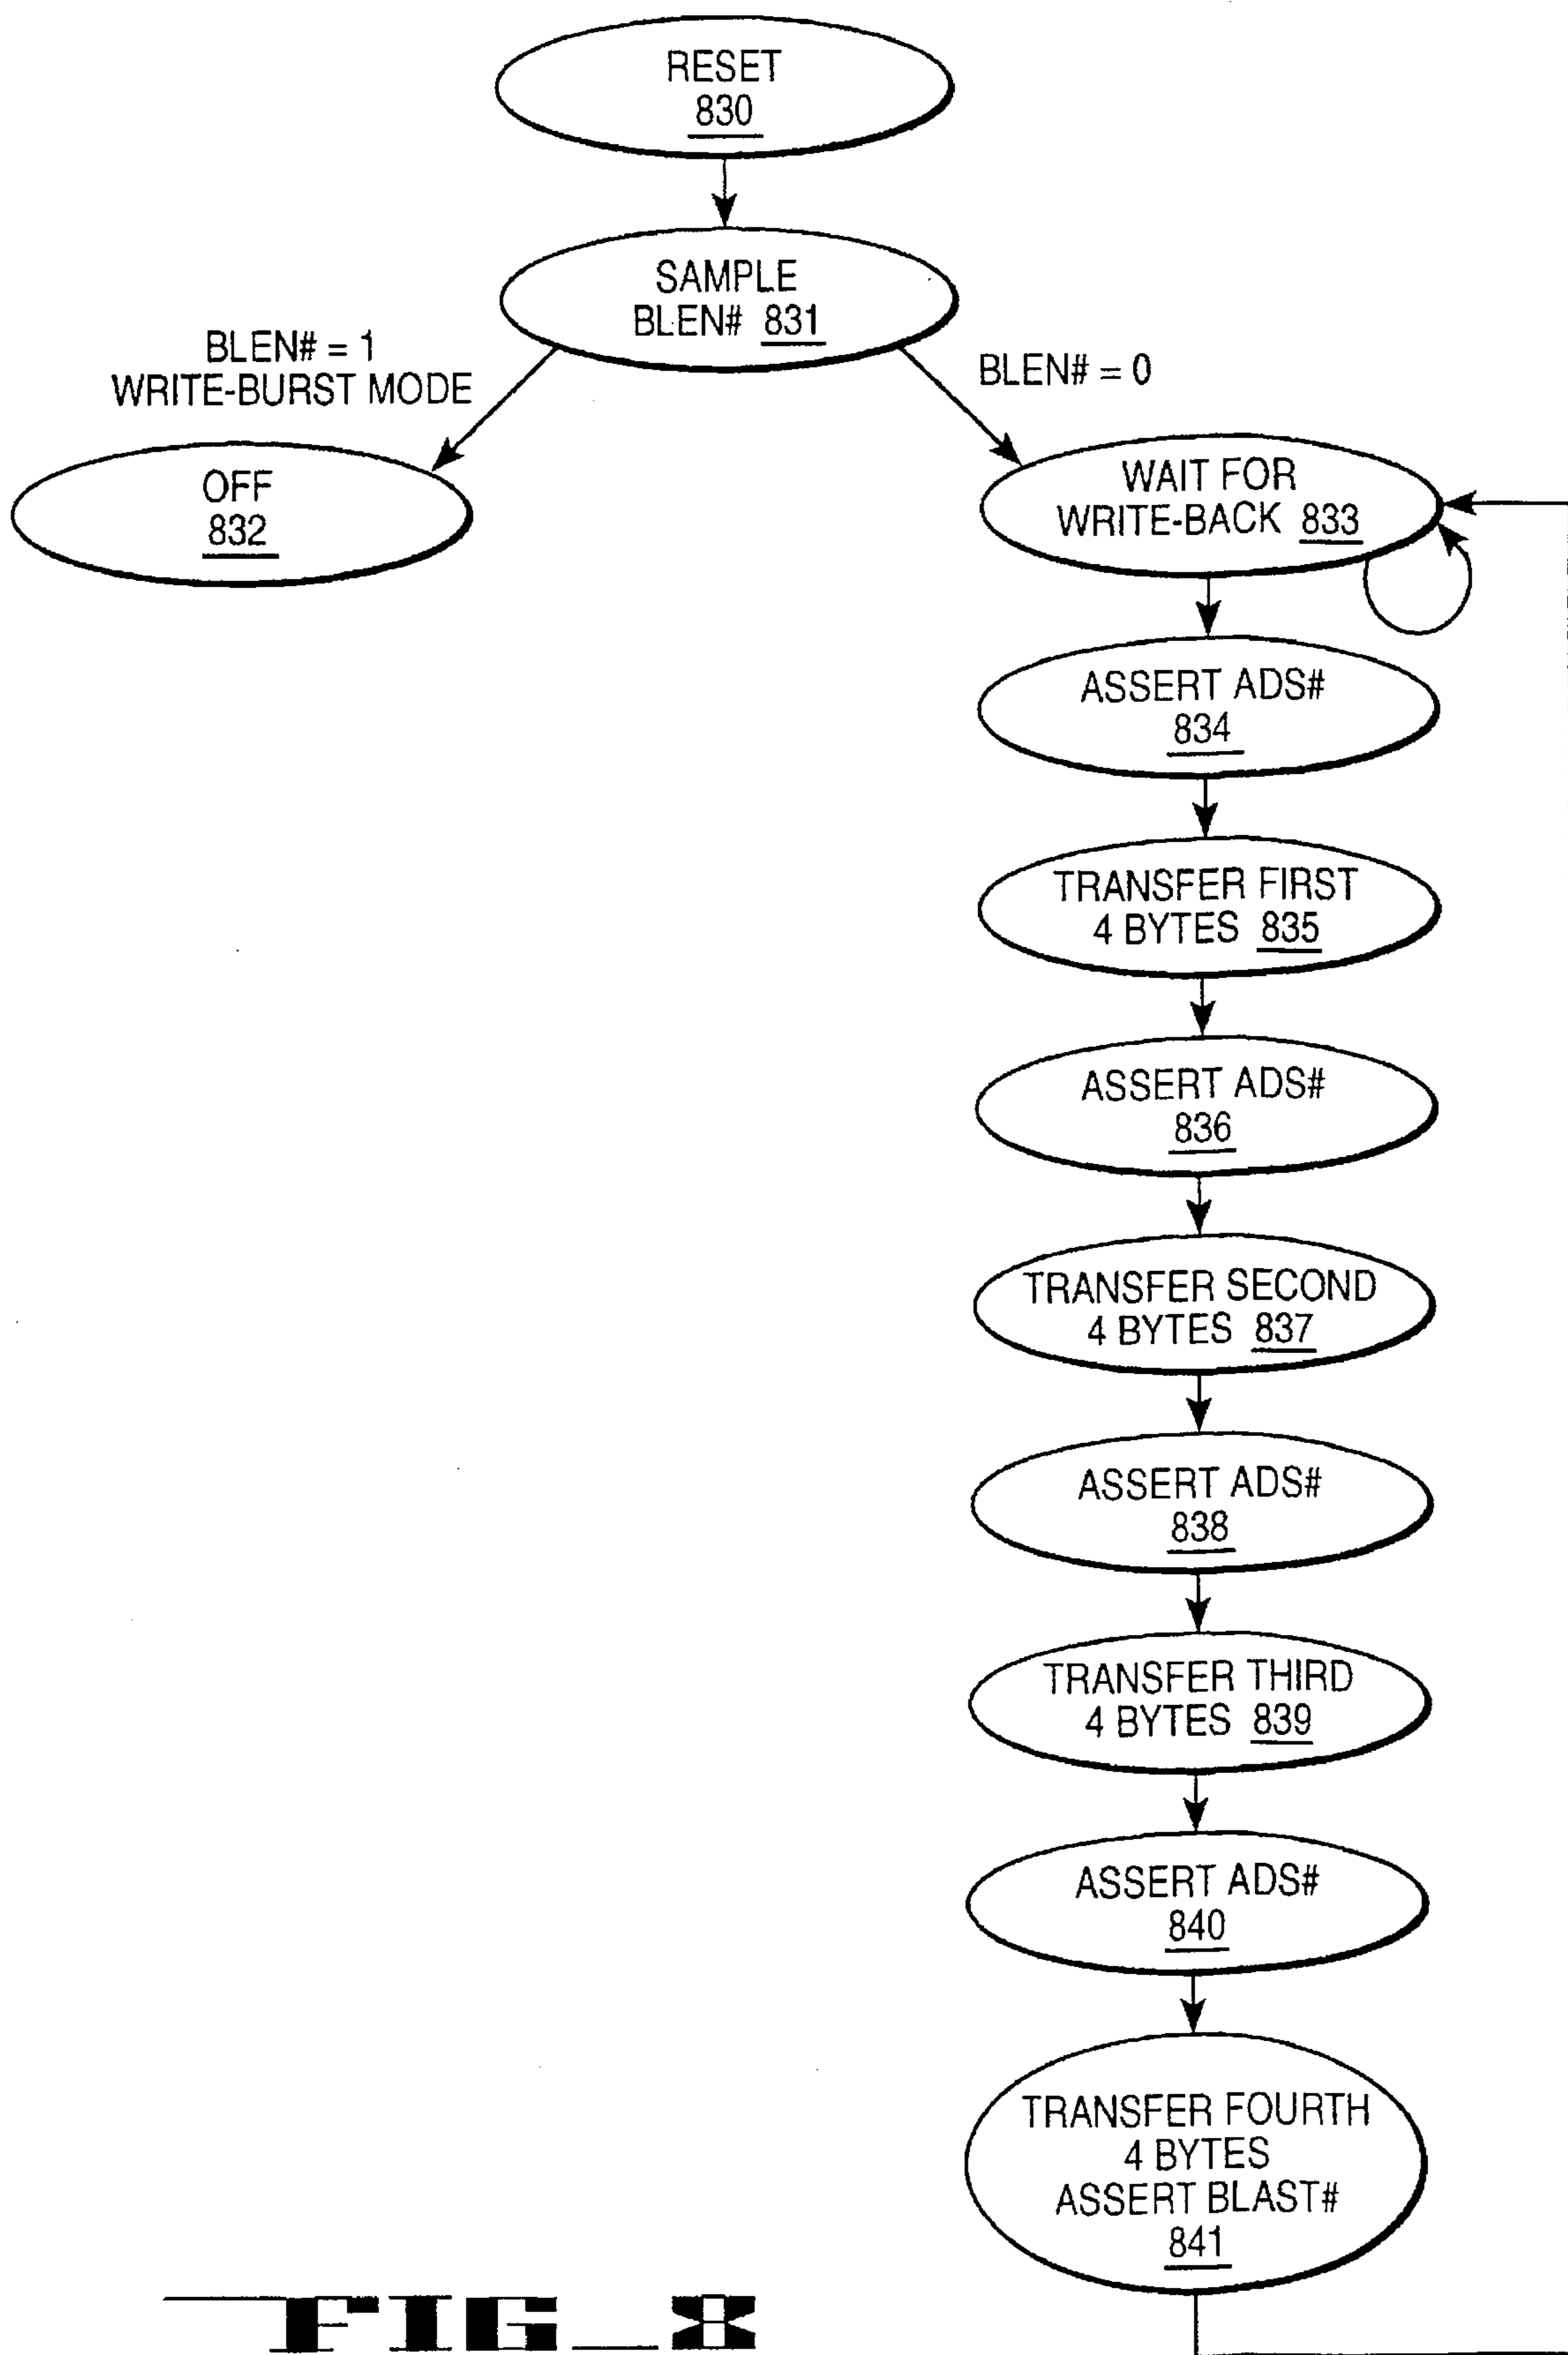 RESET
830
SAMPLE
BLEN# 831
BLEN# = 1
WRITE-BURST MODE
BLEN# = 0
OFF
832
WAIT FOR
WRITE-BACK 833
ASSERT ADS#
834
TRANSFER FIRST
4 BYTES 835
ASSERT ADS#
836
TRANSFER SECOND
4 BYTES 837
ASSERT ADS#
838
TRANSFER THIRD
4 BYTES 839
ASSERT ADS#
840
TRANSFER FOURTH
4 BYTES
ASSERT BLAST#
841
FIG_8